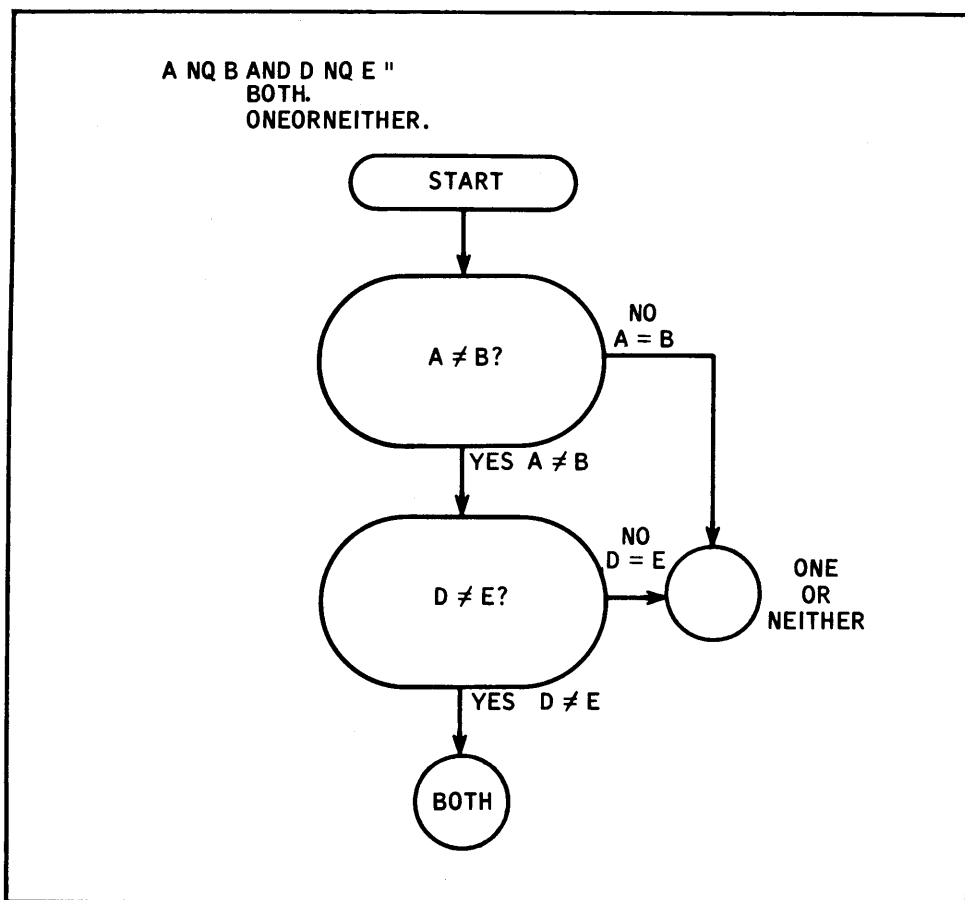 A NQ B AND D NQ E "
BOTH.
ONEORNEITHER.
START
A ≠ B?
NO
A = B
YES A ≠ B
D ≠ E?
NO
D = E
ONE
OR
NEITHER
YES D ≠ E
BOTH